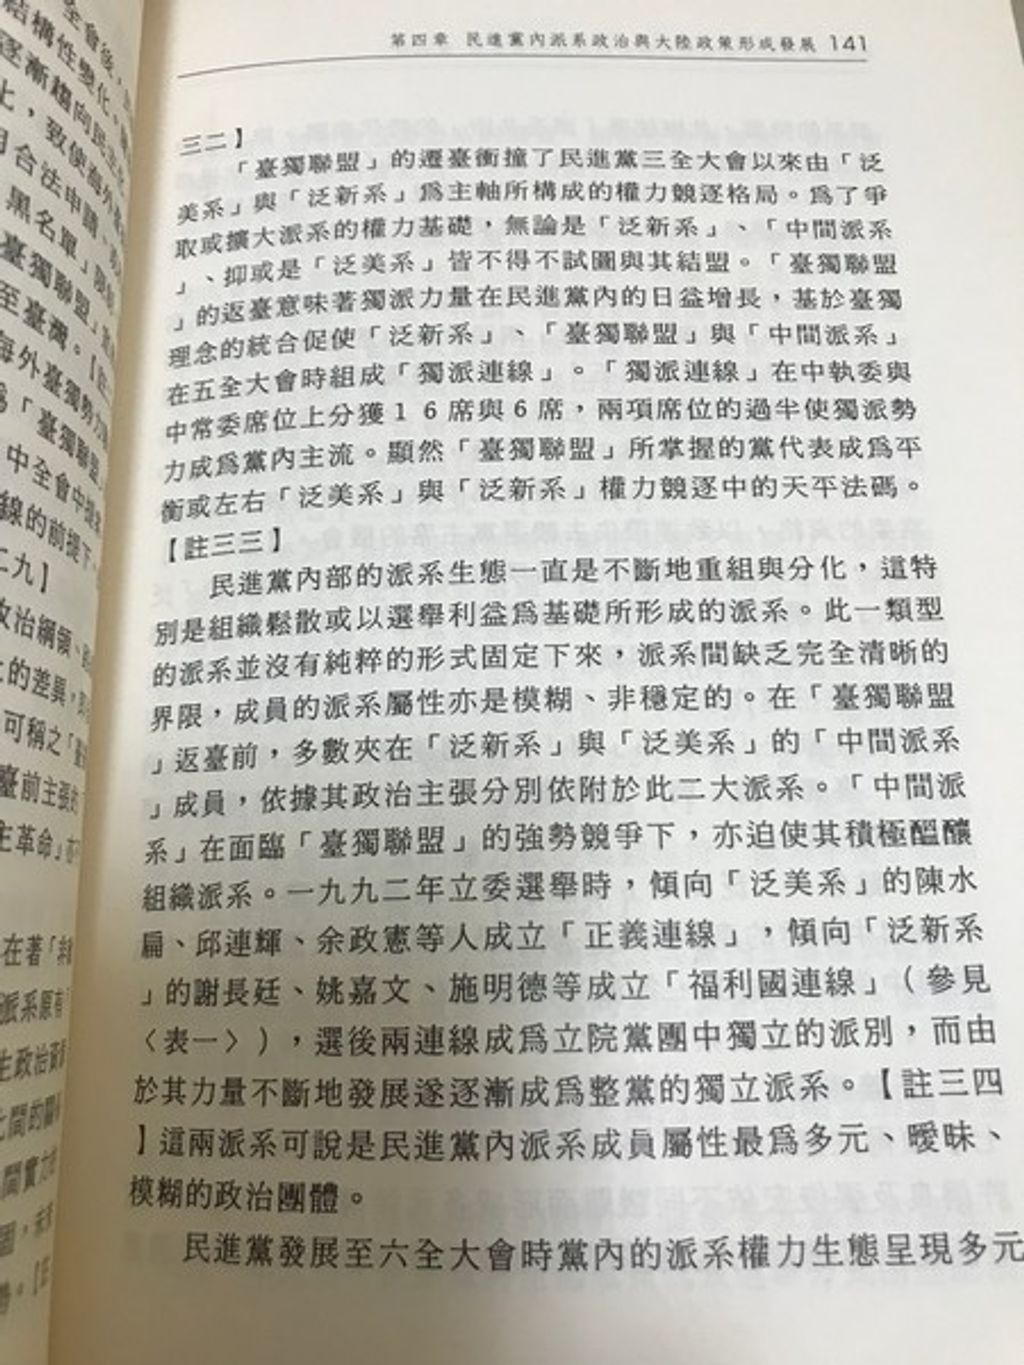 第四章 民進黨內派系政治與大陸政策形成發展 141
三二】
「臺獨聯盟」的遷臺衝撞了民進黨三全大會以來由「泛
美系」與「泛新系」爲主軸所構成的權力競逐格局。爲了爭
取或擴大派系的權力基礎，無論是「泛新系」、「中間派系
」、抑或是「泛美系」皆不得不試圖與其結盟。「臺獨聯盟
」的返臺意味著獨派力量在民進黨內的日益增長，基於臺獨
理念的統合促使「泛新系」、「臺獨聯盟」與「中間派系」
在五全大會時組成「獨派連線」。「獨派連線」在中執委與
中常委席位上分獲１６席與６席，兩項席位的過半使獨派勢
力成爲黨內主流。顯然「臺獨聯盟」所掌握的黨代表成爲平
衡或左右「泛美系」與「泛新系」權力競逐中的天平法碼。
【註三三】
民進黨內部的派系生態一直是不斷地重組與分化，這特
別是組織鬆散或以選舉利益爲基礎所形成的派系。此一類型
的派系並沒有純粹的形式固定下來，派系間缺乏完全清晰的
界限，成員的派系屬性亦是模糊、非穩定的。在「臺獨聯盟
」返臺前，多數夾在「泛新系」與「泛美系」的「中間派系
」成員，依據其政治主張分別依附於此二大派系。「中間派
系」在面臨「臺獨聯盟」的強勢競爭下，亦迫使其積極醞釀
組織派系。一九九二年立委選舉時，傾向「泛美系」的陳水
扁、邱連輝、余政憲等人成立「正義連線」，傾向「泛新系
」的謝長廷、姚嘉文、施明德等成立「福利國連線」（參見
〈表一〉），選後兩連線成爲立院黨團中獨立的派別，而由
於其力量不斷地發展遂逐漸成爲整黨的獨立派系。【註三四
】這兩派系可說是民進黨內派系成員屬性最爲多元、曖昧、
模糊的政治團體。
民進黨發展至六全大會時黨內的派系權力生態呈現多元